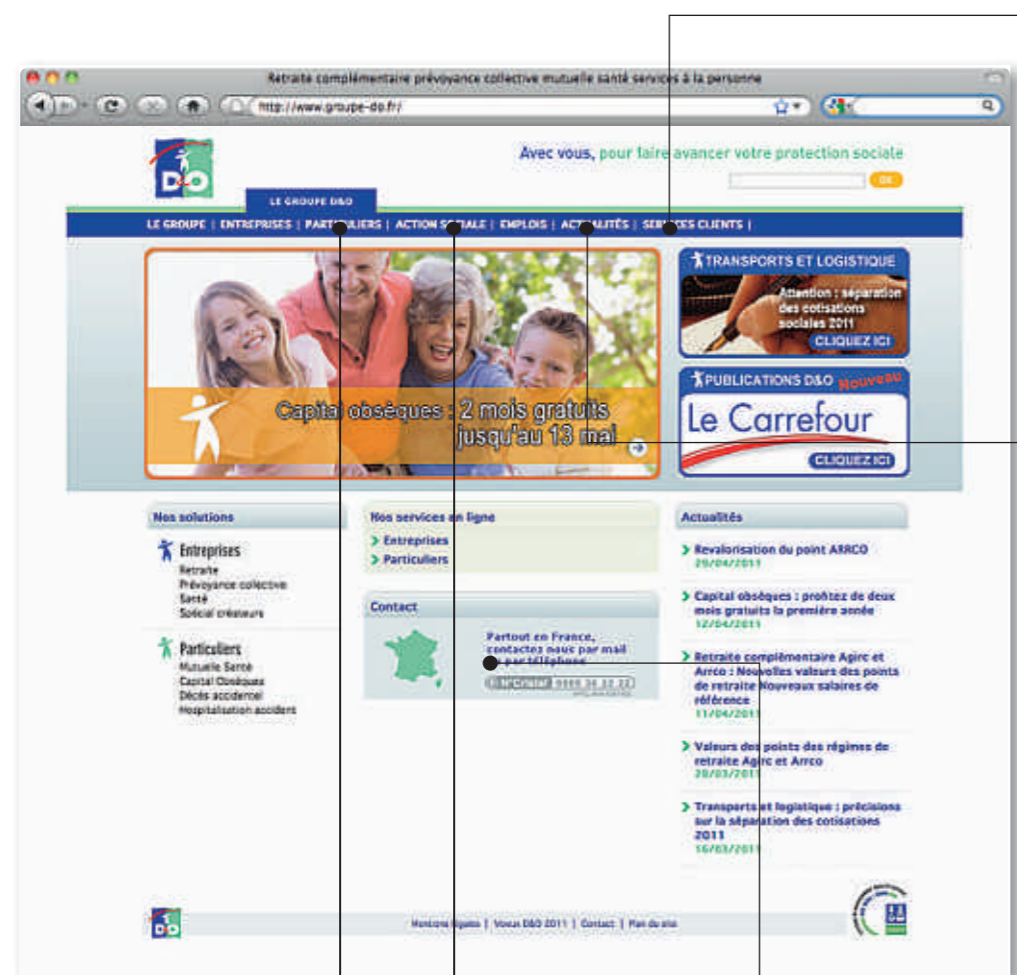 Retraite complémentaire prévoyance collective mutuelle santé services à la personne
http://www.groupe-do.fr/
D&O
Avec vous, pour faire avancer votre protection sociale
OK
LE GROUPE D&O
LE GROUPE | ENTREPRISES | PARTICULIERS | ACTION SOCIALE | EMPLOIS | ACTUALITÉS | SERVICES CLIENTS |
Capital obsèques : 2 mois gratuits
jusqu'au 13 mai
TRANSPORTS ET LOGISTIQUE
Attention : séparation
des cotisations
sociales 2011
CLIQUEZ ICI
PUBLICATIONS D&O Nouveau
Le Carrefour
CLIQUEZ ICI
Nos solutions
Entreprises
Retraite
Prévoyance collective
Santé
Spécial créateurs
Particuliers
Mutuelle Santé
Capital Obsèques
Décès accidentel
Hospitalisation accident
Nos services en ligne
Entreprises
Particuliers
Contact
Partout en France,
contactez nous par mail
ou par téléphone
N°Cristal
Actualités
Revalorisation du point ARRCO
29/04/2011
Capital obsèques : profitez de deux
mois gratuits la première année
12/04/2011
Retraite complémentaire Agirc et
Arrco : Nouvelles valeurs des points
de retraite Nouveaux salaires de
référence
11/04/2011
Valeurs des points des régimes de
retraite Agirc et Arrco
28/03/2011
Transports et logistique : précisions
sur la séparation des cotisations
2011
16/03/2011
D&O
Mentions légales | Voeux D&O 2011 | Contact | Plan du site